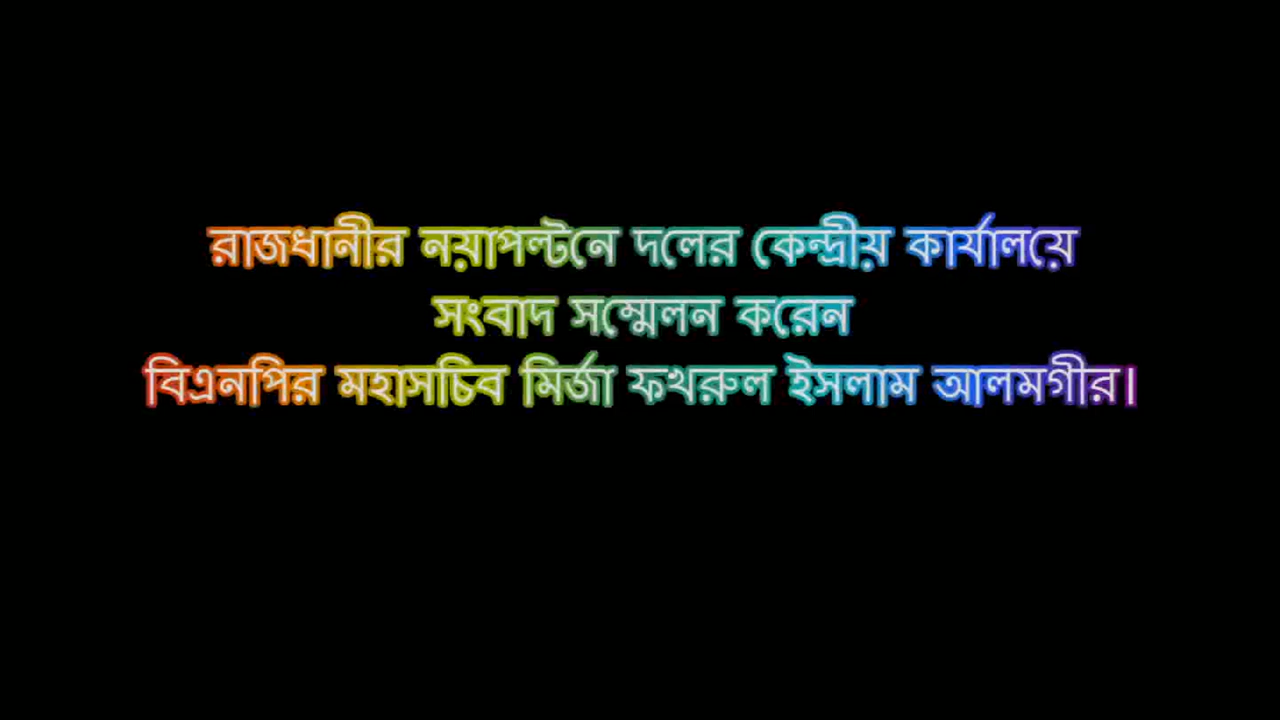 রাজধানীর নয়াপল্টনে দলের কেন্দ্রীয় কার্যালয়ে
সংবাদ সম্মেলন করেন
বিএনপির মহাসচিব মির্জা ফখরুল ইসলাম আলমগীর।